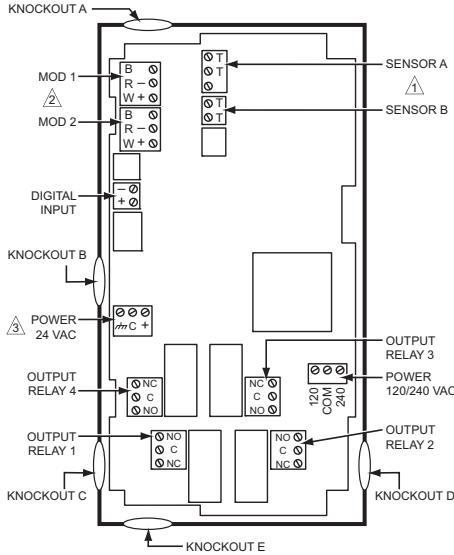 KNOCKOUT A
MOD 1
2
MOD 2
B
R –
W +
B
R –
W +
T
T
T
T
SENSOR A
1
SENSOR B
DIGITAL
INPUT
–
+
KNOCKOUT B
3
POWER
24 VAC
C +
OUTPUT
RELAY 3
OUTPUT
RELAY 4
NC
C
NO
NC
C
NO
120
COM
240
POWER
120/240 VAC
OUTPUT
RELAY 1
NO
C
NC
NO
C
NC
OUTPUT
RELAY 2
KNOCKOUT C
KNOCKOUT D
KNOCKOUT E